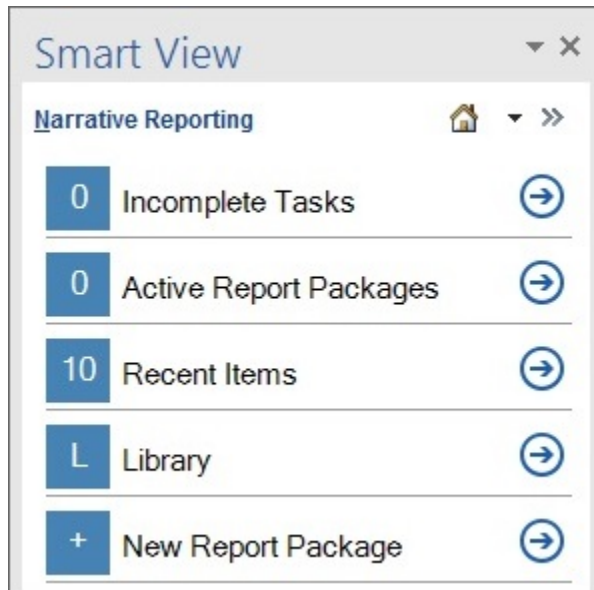 Smart View
Narrative Reporting
0 Incomplete Tasks
0 Active Report Packages
10 Recent Items
L Library
+ New Report Package